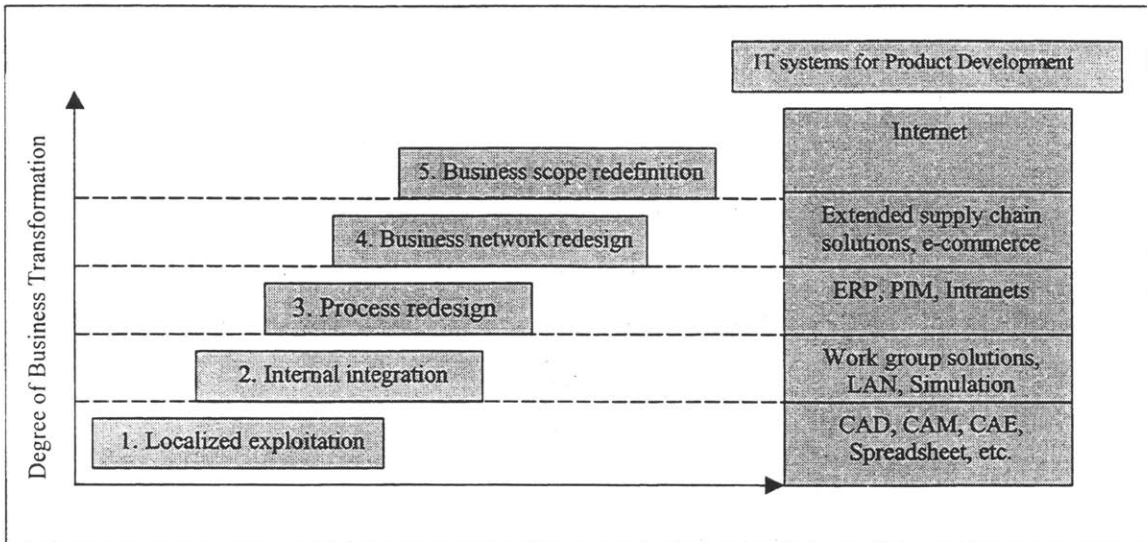 IT systems for Product Development
Degree of Business Transformation
Internet
5. Business scope redefinition
Extended supply chain
solutions, e-commerce
4. Business network redesign
ERP, PIM, Intranets
3. Process redesign
Work group solutions,
LAN, Simulation
2. Internal integration
CAD, CAM, CAE,
Spreadsheet, etc.
1. Localized exploitation